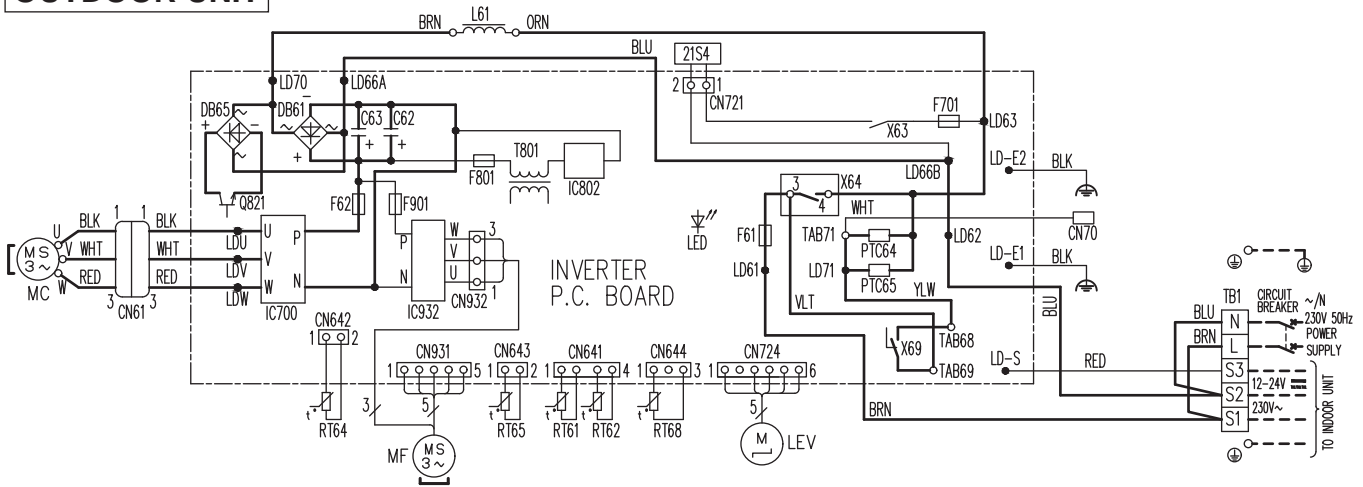 OUTDOOR UNIT
BRN L61 ORN
BLU
21S4
2 1
CN721
LD70 LD66A
DB65 DB61
C63 C62
+ - ~ ~ + + +
F701
X63
LD63
T801
F801
IC802
LD66B
LD-E2 BLK
Q821
F62 F901
3 X64
4
WHT
LED
F61
TAB71
PTC64
LD62
CN70
LD61 LD71
PTC65
LD-E1 BLK
VLT YLW
BLU
X69
TAB68
TAB69
LD-S RED
U BLK 1 1 BLK LDU U P
V WHT WHT LDV V
W RED 3 3 RED LDW W N
MS
3~
MC
CN61
IC700
P W 3
V
N U 1
IC932 CN932
INVERTER
P.C. BOARD
CN642
1 2
CN931
1 5
CN643
1 2
CN641
1 4
CN644
1 3
CN724
1 6
t° t° t° t° t°
RT64 RT65 RT61 RT62 RT68
3 5 5
MF
MS
3~
M
LEV
BRN
TB1
CIRCUIT
BREAKER
~/N
230V 50Hz
POWER
SUPPLY
BLU N
BRN L
S3
12-24V
S2
230V~
S1
TO INDOOR UNIT